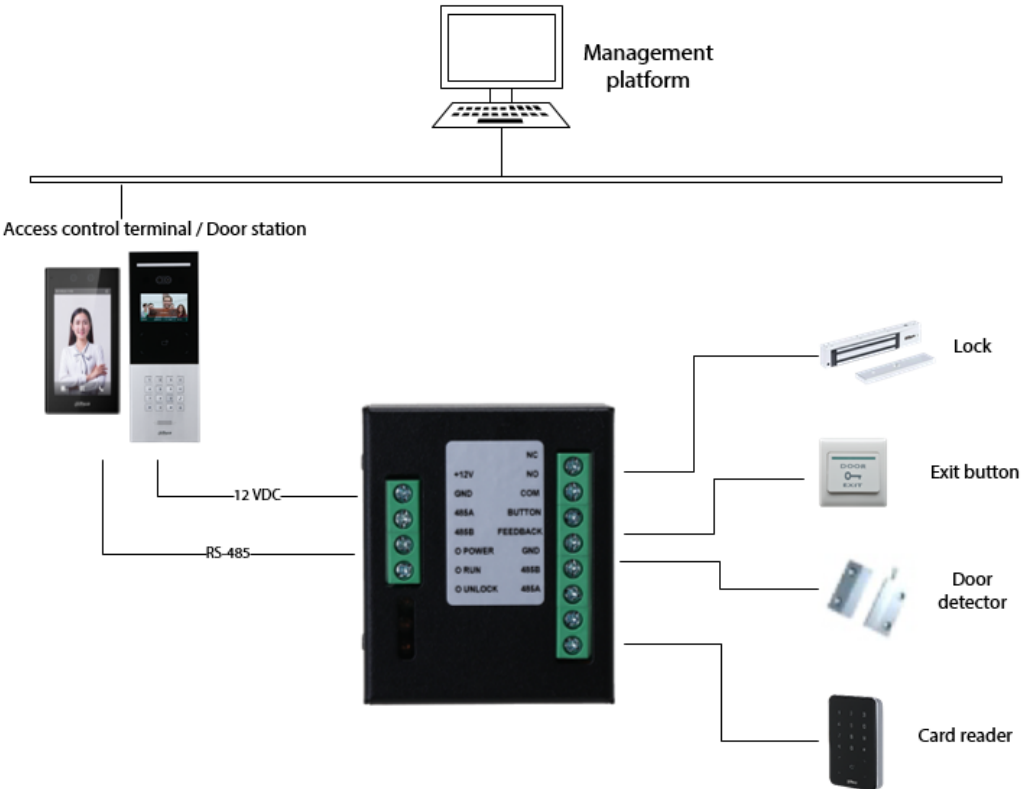 Management
platform
Access control terminal / Door station
Lock
DOOR
EXIT
Exit button
12 VDC
RS-485
NC
+12V NO
GND COM
485A BUTTON
485B FEEDBACK
O POWER GND
O RUN 485B
O UNLOCK 485A
Door
detector
Card reader